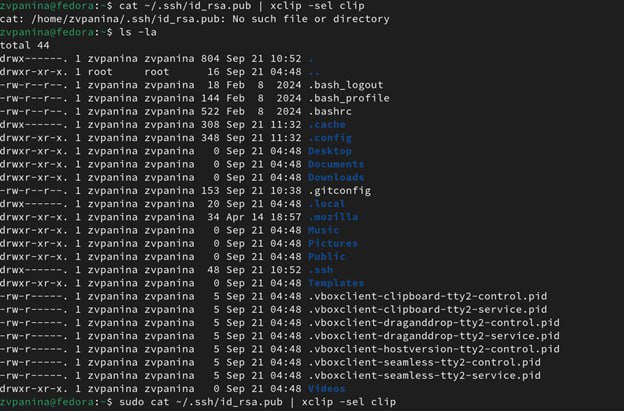 zvpanina@fedora:~$ cat ~/.ssh/id_rsa.pub | xclip -sel clip
cat: /home/zvpanina/.ssh/id_rsa.pub: No such file or directory
zvpanina@fedora:~$ ls -la
total 44
drwx------. 1 zvpanina zvpanina 804 Sep 21 10:52 .
drwxr-xr-x. 1 root     root      16 Sep 21 04:48 ..
-rw-r--r--. 1 zvpanina zvpanina  18 Feb  8  2024 .bash_logout
-rw-r--r--. 1 zvpanina zvpanina 144 Feb  8  2024 .bash_profile
-rw-r--r--. 1 zvpanina zvpanina 522 Feb  8  2024 .bashrc
drwx------. 1 zvpanina zvpanina 308 Sep 21 11:32 .cache
drwx------. 1 zvpanina zvpanina 348 Sep 21 11:32 .config
drwxr-xr-x. 1 zvpanina zvpanina   0 Sep 21 04:48 Desktop
drwxr-xr-x. 1 zvpanina zvpanina   0 Sep 21 04:48 Documents
drwxr-xr-x. 1 zvpanina zvpanina   0 Sep 21 04:48 Downloads
-rw-r--r--. 1 zvpanina zvpanina 153 Sep 21 10:38 .gitconfig
drwx------. 1 zvpanina zvpanina  20 Sep 21 04:48 .local
drwxr-xr-x. 1 zvpanina zvpanina  34 Apr 14 18:57 .mozilla
drwxr-xr-x. 1 zvpanina zvpanina   0 Sep 21 04:48 Music
drwxr-xr-x. 1 zvpanina zvpanina   0 Sep 21 04:48 Pictures
drwxr-xr-x. 1 zvpanina zvpanina   0 Sep 21 04:48 Public
drwx------. 1 zvpanina zvpanina  48 Sep 21 10:52 .ssh
drwxr-xr-x. 1 zvpanina zvpanina   0 Sep 21 04:48 Templates
-rw-r-----. 1 zvpanina zvpanina   5 Sep 21 04:48 .vboxclient-clipboard-tty2-control.pid
-rw-r-----. 1 zvpanina zvpanina   5 Sep 21 04:48 .vboxclient-clipboard-tty2-service.pid
-rw-r-----. 1 zvpanina zvpanina   5 Sep 21 04:48 .vboxclient-draganddrop-tty2-control.pid
-rw-r-----. 1 zvpanina zvpanina   5 Sep 21 04:48 .vboxclient-draganddrop-tty2-service.pid
-rw-r-----. 1 zvpanina zvpanina   5 Sep 21 04:48 .vboxclient-hostversion-tty2-control.pid
-rw-r-----. 1 zvpanina zvpanina   5 Sep 21 04:48 .vboxclient-seamless-tty2-control.pid
-rw-r-----. 1 zvpanina zvpanina   5 Sep 21 04:48 .vboxclient-seamless-tty2-service.pid
drwxr-xr-x. 1 zvpanina zvpanina   0 Sep 21 04:48 Videos
zvpanina@fedora:~$ sudo cat ~/.ssh/id_rsa.pub | xclip -sel clip